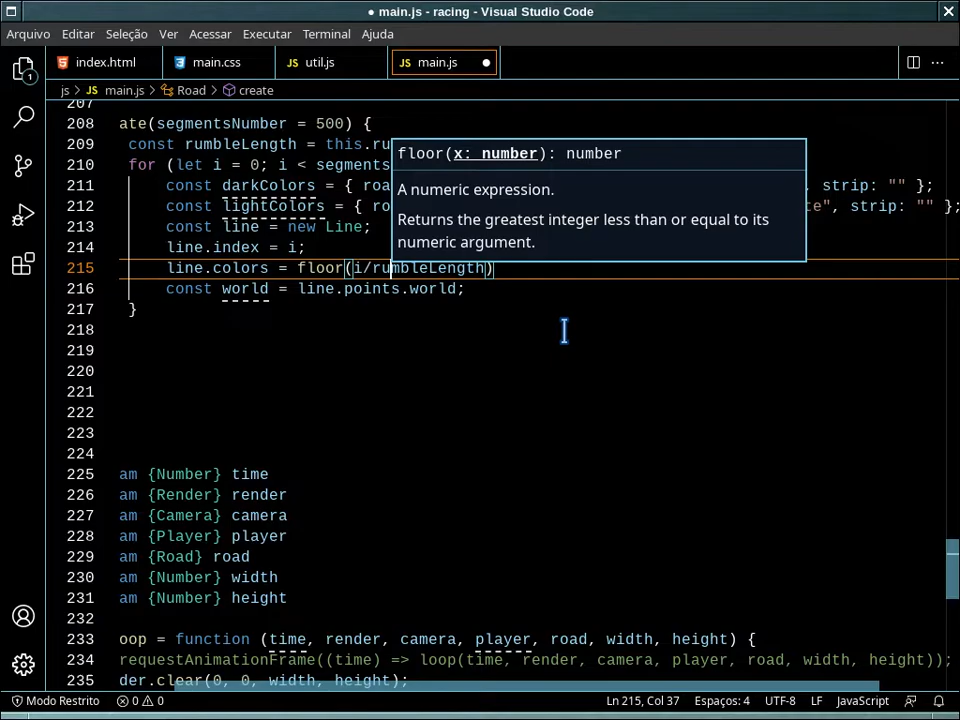 ● main.js - racing - Visual Studio Code
Arquivo Editar Seleção Ver Acessar Executar Terminal Ajuda
index.html main.css JS util.js JS main.js ●
js > JS main.js > Road > create
207
208 ate(segmentsNumber = 500) {
209 const rumbleLength = this.ru
210 for (let i = 0; i < segments
floor(x: number): number
A numeric expression.
Returns the greatest integer less than or equal to its
numeric argument.
211 const darkColors = { roa , strip: "" };
212 const lightColors = { ro te", strip: "" };
213 const line = new Line;
214 line.index = i;
215 line.colors = floor(i/rumbleLength)
216 const world = line.points.world;
217 }
218
219
220
221
222
223
224
225 am {Number} time
226 am {Render} render
227 am {Camera} camera
228 am {Player} player
229 am {Road} road
230 am {Number} width
231 am {Number} height
232
233 oop = function (time, render, camera, player, road, width, height) {
234 requestAnimationFrame((time) => loop(time, render, camera, player, road, width, height));
235 der.clear(0, 0, width, height);
Modo Restrito 0 0 Ln 215, Col 37 Espaços: 4 UTF-8 LF JavaScript